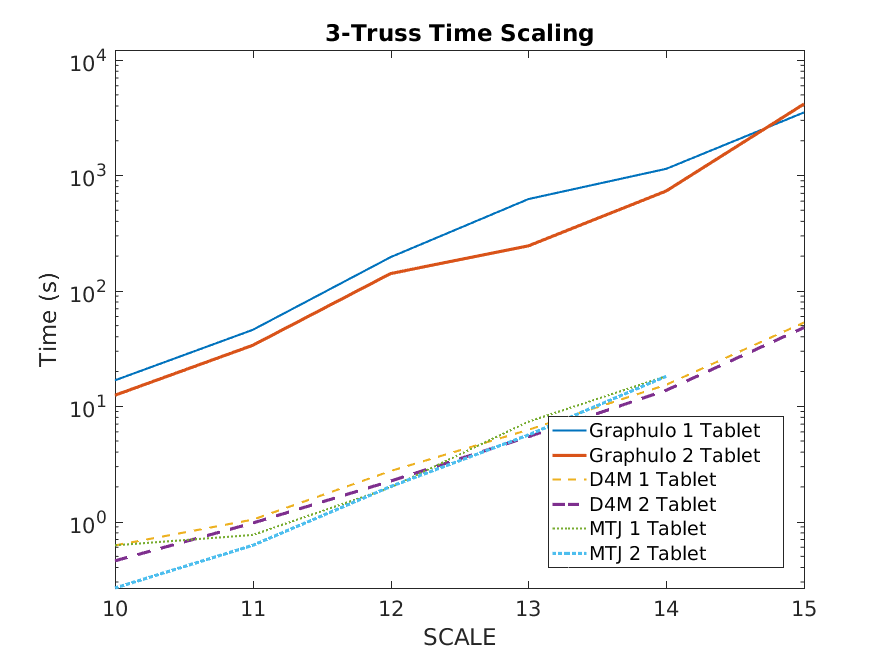 3-Truss Time Scaling
10^4
10^3
10^2
10^1
10^0
Time (s)
Graphulo 1 Tablet
Graphulo 2 Tablet
D4M 1 Tablet
D4M 2 Tablet
MTJ 1 Tablet
MTJ 2 Tablet
10 11 12 13 14 15
SCALE